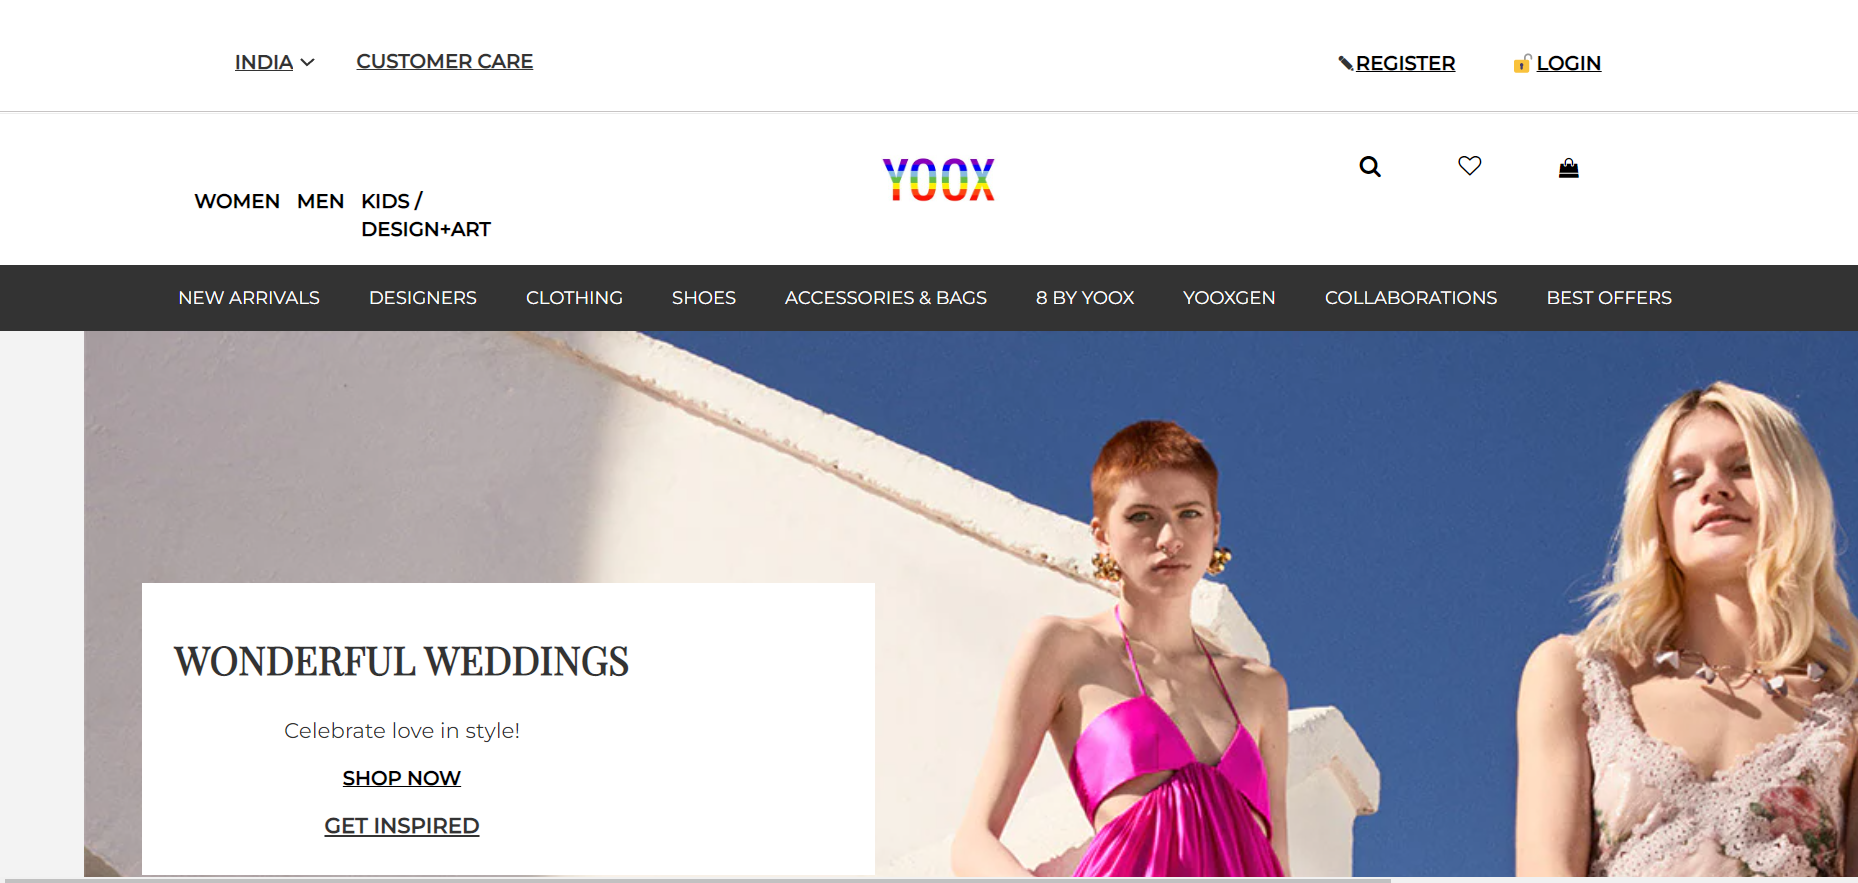 INDIA
CUSTOMER CARE
REGISTER
LOGIN
WOMEN MEN KIDS /
DESIGN+ART
YOOX
NEW ARRIVALS DESIGNERS CLOTHING SHOES ACCESSORIES & BAGS 8 BY YOOX YOOXGEN COLLABORATIONS BEST OFFERS
WONDERFUL WEDDINGS
Celebrate love in style!
SHOP NOW
GET INSPIRED